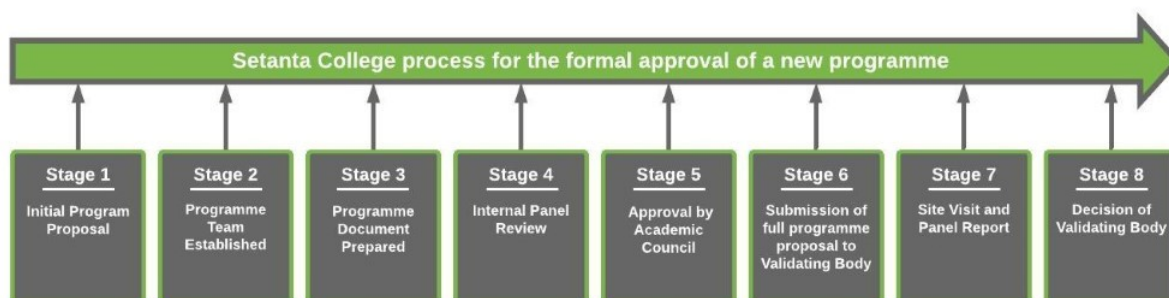 Setanta College process for the formal approval of a new programme
Stage 1
Initial Program
Proposal
Stage 2
Programme
Team
Established
Stage 3
Programme
Document
Prepared
Stage 4
Internal Panel
Review
Stage 5
Approval by
Academic
Council
Stage 6
Submission of
full programme
proposal to
Validating Body
Stage 7
Site Visit and
Panel Report
Stage 8
Decision of
Validating Body